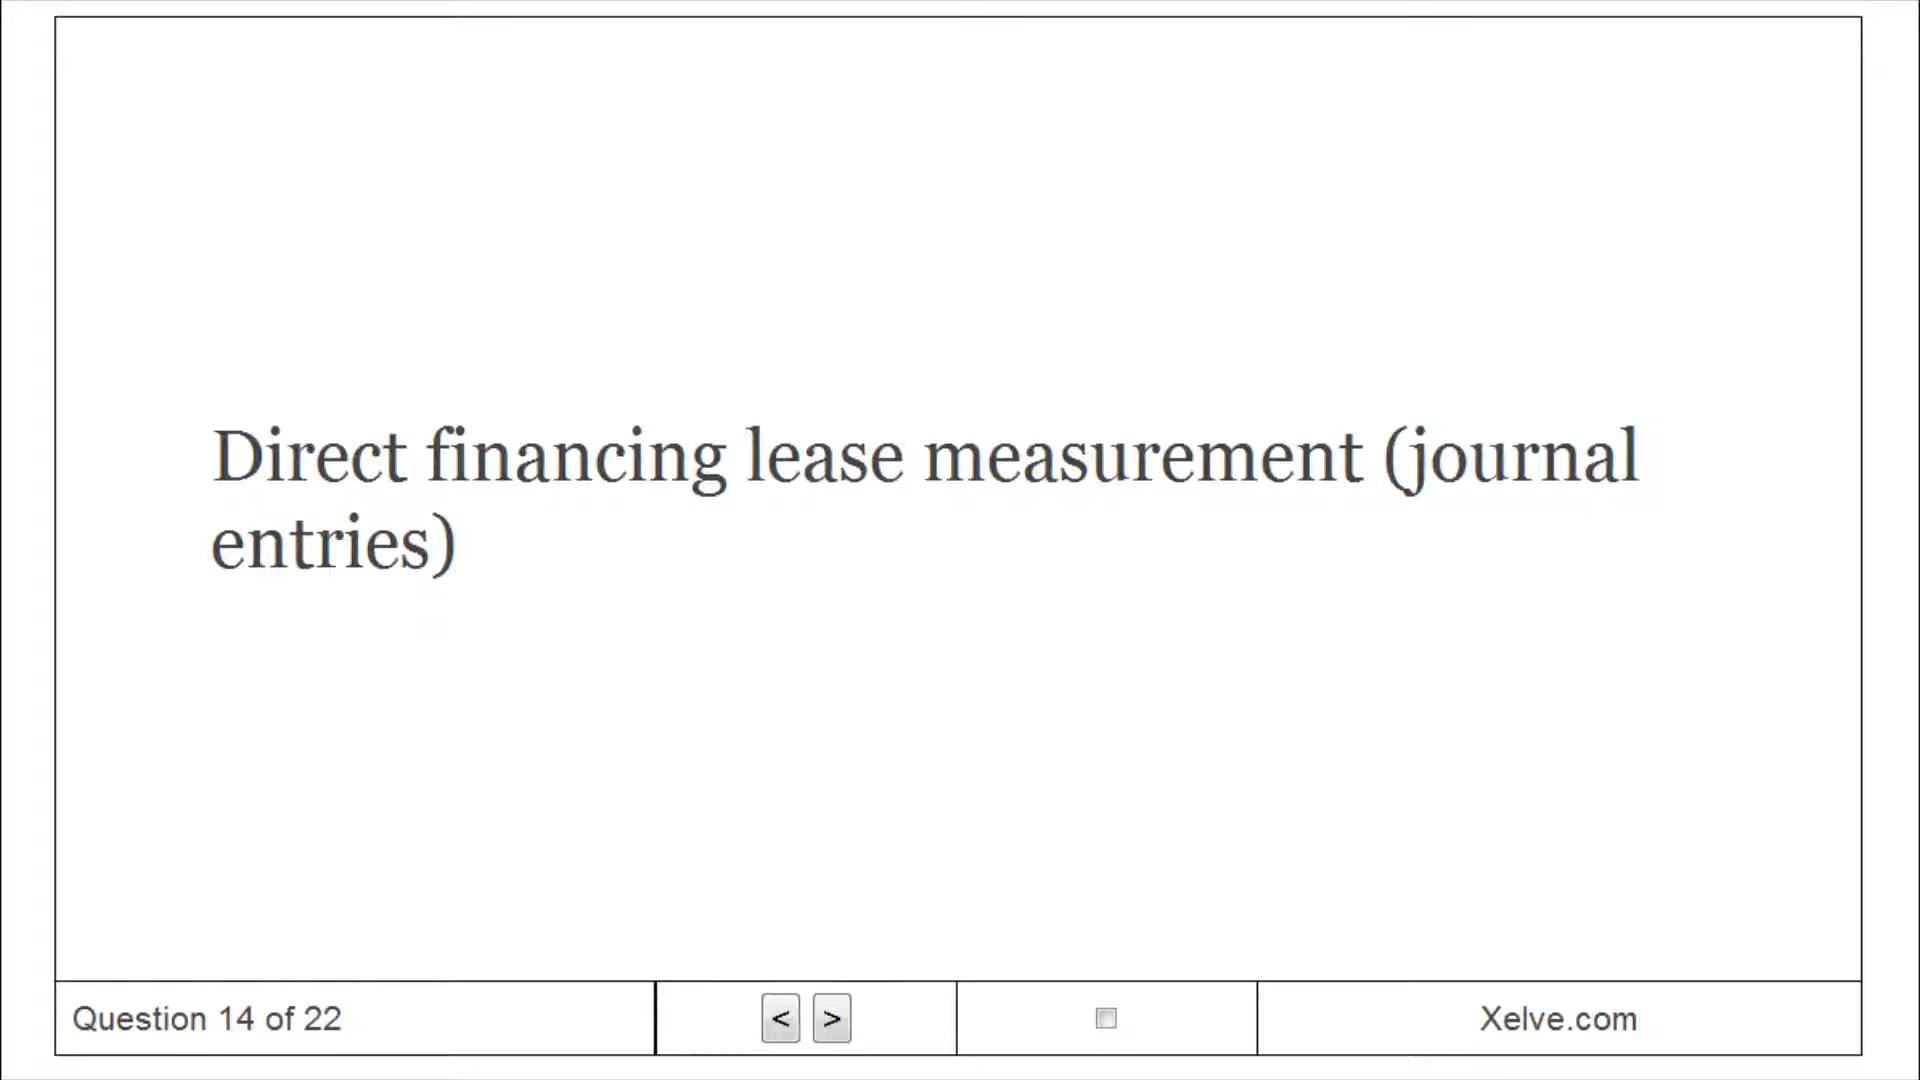 Direct financing lease measurement (journal
entries)
Question 14 of 22
< >
Xelve.com